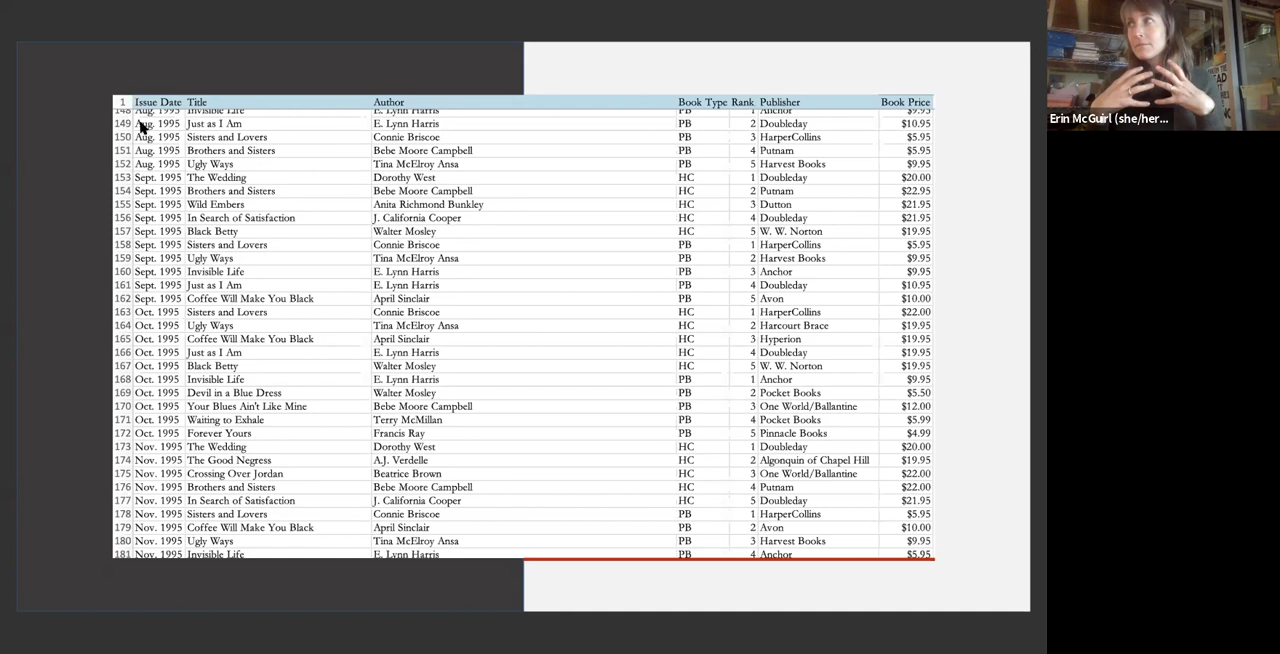 1 Issue Date Title Author Book Type Rank Publisher Book Price
148 Aug. 1995 Invisible Life E. Lynn Harris PB 1 Anchor $9.95
149 Aug. 1995 Just as I Am E. Lynn Harris PB 2 Doubleday $10.95
150 Aug. 1995 Sisters and Lovers Connie Briscoe PB 3 HarperCollins $5.95
151 Aug. 1995 Brothers and Sisters Bebe Moore Campbell PB 4 Putnam $5.95
152 Aug. 1995 Ugly Ways Tina McElroy Ansa PB 5 Harvest Books $9.95
153 Sept. 1995 The Wedding Dorothy West HC 1 Doubleday $20.00
154 Sept. 1995 Brothers and Sisters Bebe Moore Campbell HC 2 Putnam $22.95
155 Sept. 1995 Wild Embers Anita Richmond Bunkley HC 3 Dutton $21.95
156 Sept. 1995 In Search of Satisfaction J. California Cooper HC 4 Doubleday $21.95
157 Sept. 1995 Black Betty Walter Mosley HC 5 W. W. Norton $19.95
158 Sept. 1995 Sisters and Lovers Connie Briscoe PB 1 HarperCollins $5.95
159 Sept. 1995 Ugly Ways Tina McElroy Ansa PB 2 Harvest Books $9.95
160 Sept. 1995 Invisible Life E. Lynn Harris PB 3 Anchor $9.95
161 Sept. 1995 Just as I Am E. Lynn Harris PB 4 Doubleday $10.95
162 Sept. 1995 Coffee Will Make You Black April Sinclair PB 5 Avon $10.00
163 Oct. 1995 Sisters and Lovers Connie Briscoe HC 1 HarperCollins $22.00
164 Oct. 1995 Ugly Ways Tina McElroy Ansa HC 2 Harcourt Brace $19.95
165 Oct. 1995 Coffee Will Make You Black April Sinclair HC 3 Hyperion $19.95
166 Oct. 1995 Just as I Am E. Lynn Harris HC 4 Doubleday $19.95
167 Oct. 1995 Black Betty Walter Mosley HC 5 W. W. Norton $19.95
168 Oct. 1995 Invisible Life E. Lynn Harris PB 1 Anchor $9.95
169 Oct. 1995 Devil in a Blue Dress Walter Mosley PB 2 Pocket Books $5.50
170 Oct. 1995 Your Blues Ain't Like Mine Bebe Moore Campbell PB 3 One World/Ballantine $12.00
171 Oct. 1995 Waiting to Exhale Terry McMillan PB 4 Pocket Books $5.99
172 Oct. 1995 Forever Yours Francis Ray PB 5 Pinnacle Books $4.99
173 Nov. 1995 The Wedding Dorothy West HC 1 Doubleday $20.00
174 Nov. 1995 The Good Negress A.J. Verdelle HC 2 Algonquin of Chapel Hill $19.95
175 Nov. 1995 Crossing Over Jordan Beatrice Brown HC 3 One World/Ballantine $22.00
176 Nov. 1995 Brothers and Sisters Bebe Moore Campbell HC 4 Putnam $22.00
177 Nov. 1995 In Search of Satisfaction J. California Cooper HC 5 Doubleday $21.95
178 Nov. 1995 Sisters and Lovers Connie Briscoe PB 1 HarperCollins $5.95
179 Nov. 1995 Coffee Will Make You Black April Sinclair PB 2 Avon $10.00
180 Nov. 1995 Ugly Ways Tina McElroy Ansa PB 3 Harvest Books $9.95
181 Nov. 1995 Invisible Life E. Lynn Harris PB 4 Anchor $5.95
Erin McGuirl (she/her...